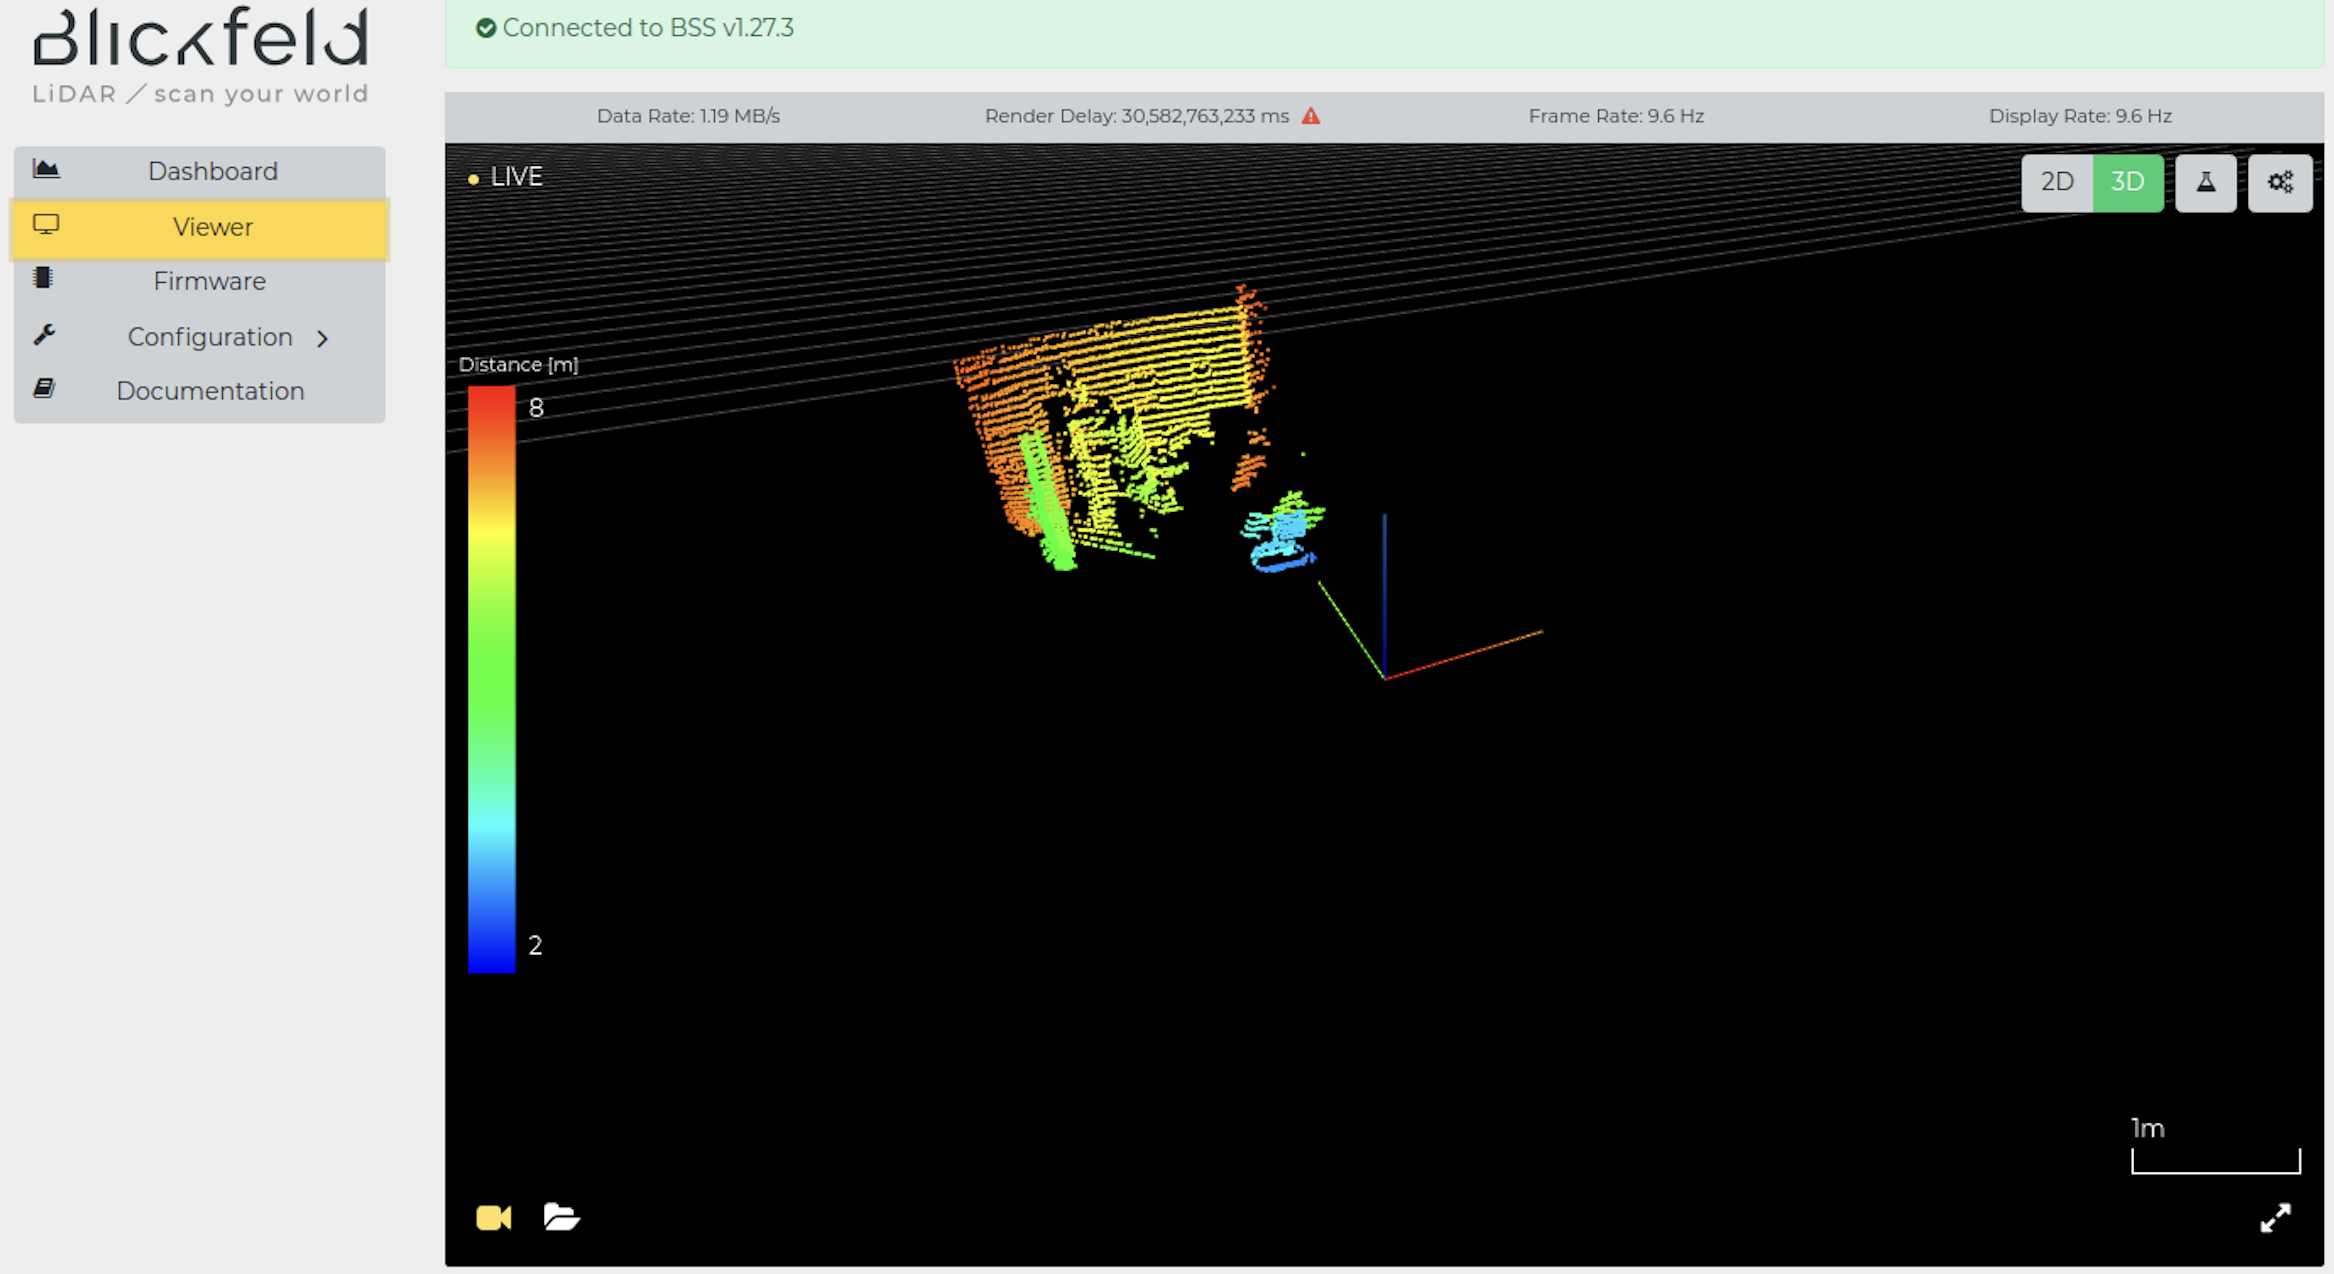 Blickfeld
LiDAR / scan your world
Dashboard
Viewer
Firmware
Configuration
Documentation
Connected to BSS v1.27.3
Data Rate: 1.19 MB/s Render Delay: 30,582,763,233 ms Frame Rate: 9.6 Hz Display Rate: 9.6 Hz
LIVE
2D 3D
Distance [m]
8
2
1m